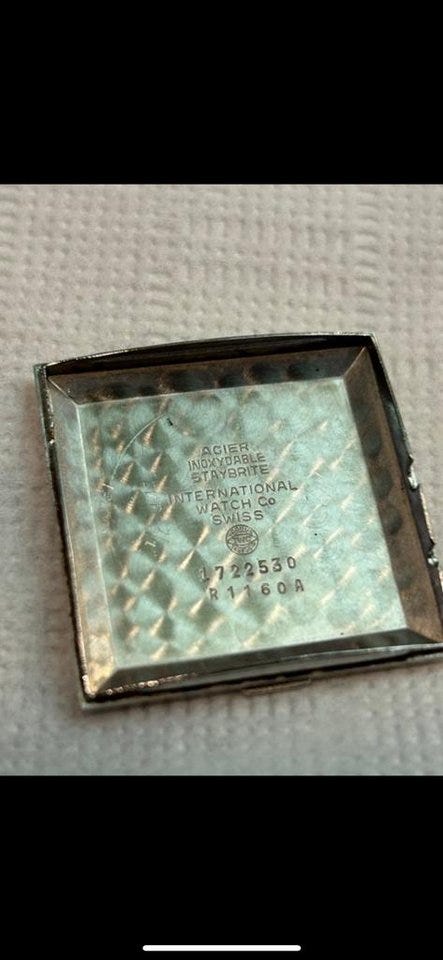 ACIER
INOXYDABLE
STAYBRITE
INTERNATIONAL
WATCH Co
SWISS
1722530
R1160A